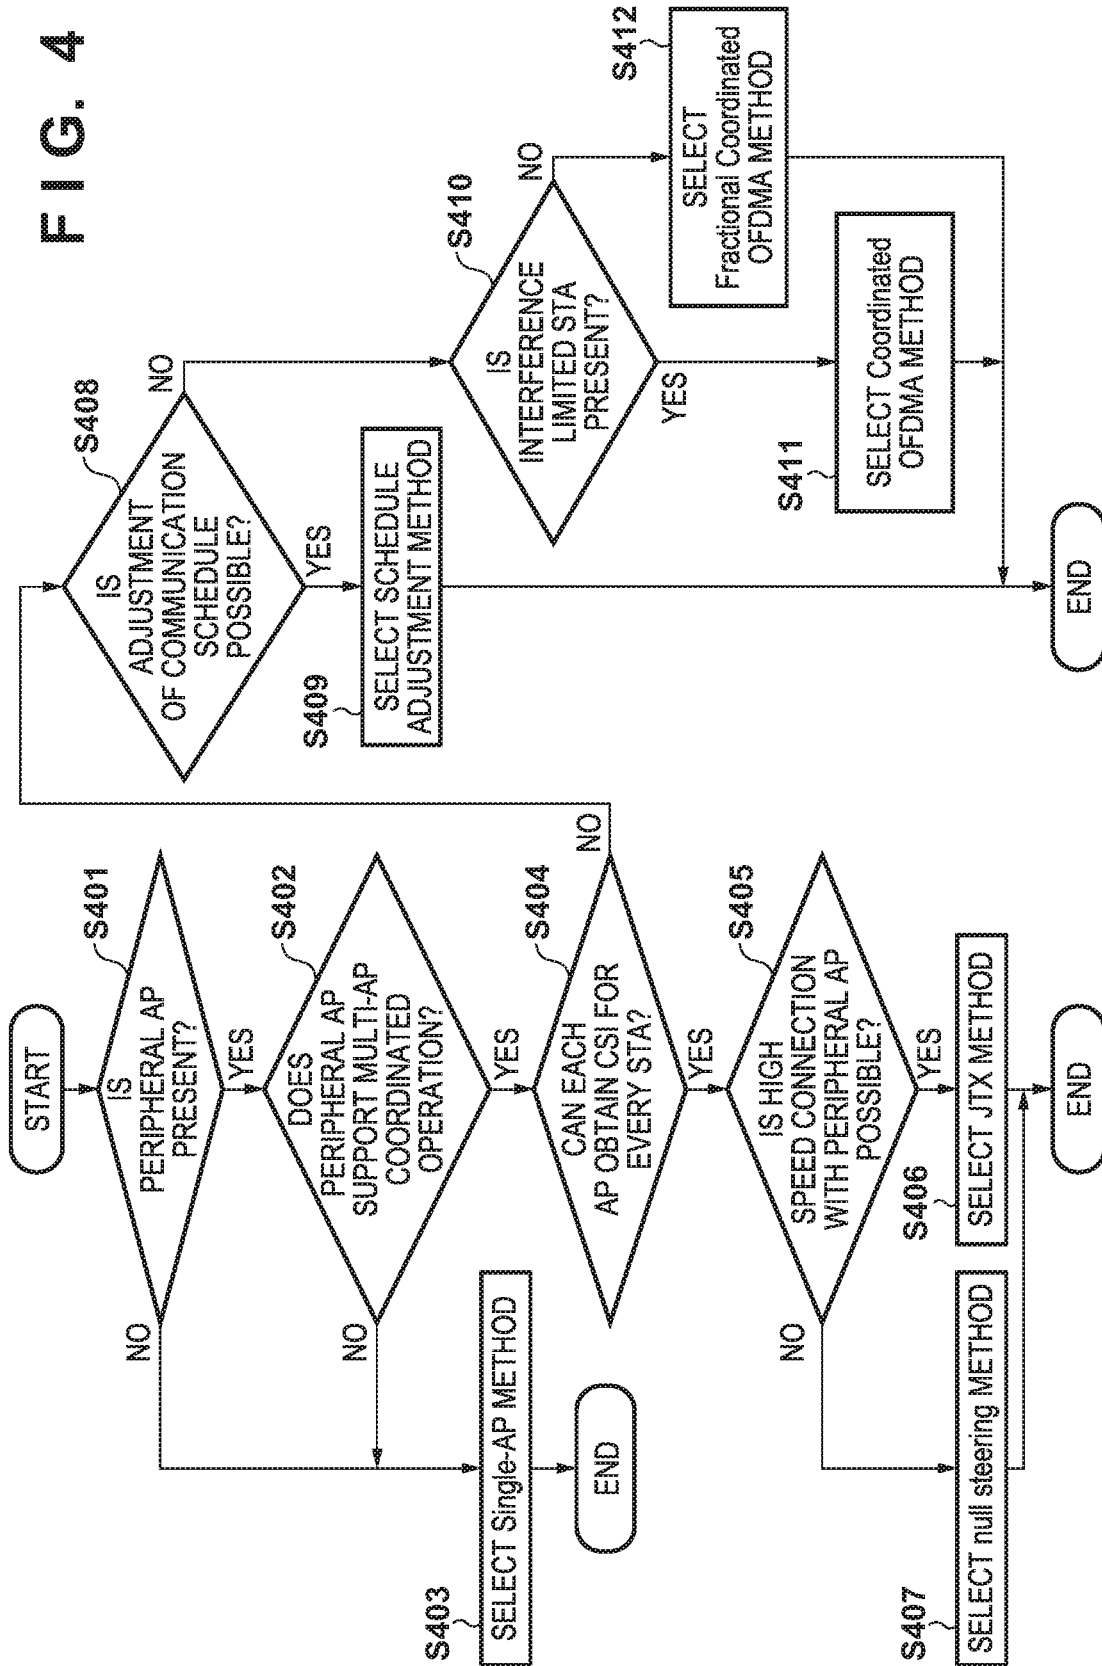 FIG. 4
START
S401
IS
PERIPHERAL AP
PRESENT?
NO
YES
S402
DOES
PERIPHERAL AP
SUPPORT MULTI-AP
COORDINATED
OPERATION?
NO
YES
S403
SELECT Single-AP METHOD
END
S404
CAN EACH
AP OBTAIN CSI FOR
EVERY STA?
NO
YES
S405
IS HIGH
SPEED CONNECTION
WITH PERIPHERAL AP
POSSIBLE?
NO
YES
S406
SELECT JTX METHOD
S407
SELECT null steering METHOD
END
S408
IS
ADJUSTMENT
OF COMMUNICATION
SCHEDULE
POSSIBLE?
NO
YES
S409
SELECT SCHEDULE
ADJUSTMENT METHOD
S410
IS
INTERFERENCE
LIMITED STA
PRESENT?
NO
YES
S411
SELECT Coordinated
OFDMA METHOD
S412
SELECT
Fractional Coordinated
OFDMA METHOD
END